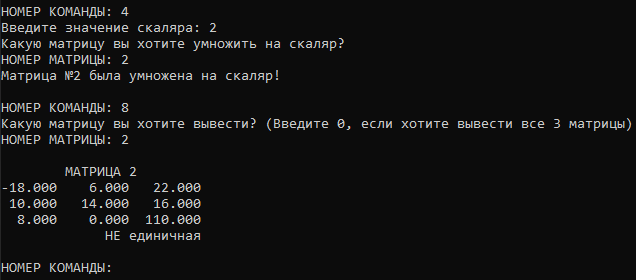 НОМЕР КОМАНДЫ: 4
Введите значение скаляра: 2
Какую матрицу вы хотите умножить на скаляр?
НОМЕР МАТРИЦЫ: 2
Матрица №2 была умножена на скаляр!
НОМЕР КОМАНДЫ: 8
Какую матрицу вы хотите вывести? (Введите 0, если хотите вывести все 3 матрицы)
НОМЕР МАТРИЦЫ: 2
МАТРИЦА 2
-18.000 6.000 22.000
10.000 14.000 16.000
8.000 0.000 110.000
НЕ единичная
НОМЕР КОМАНДЫ: